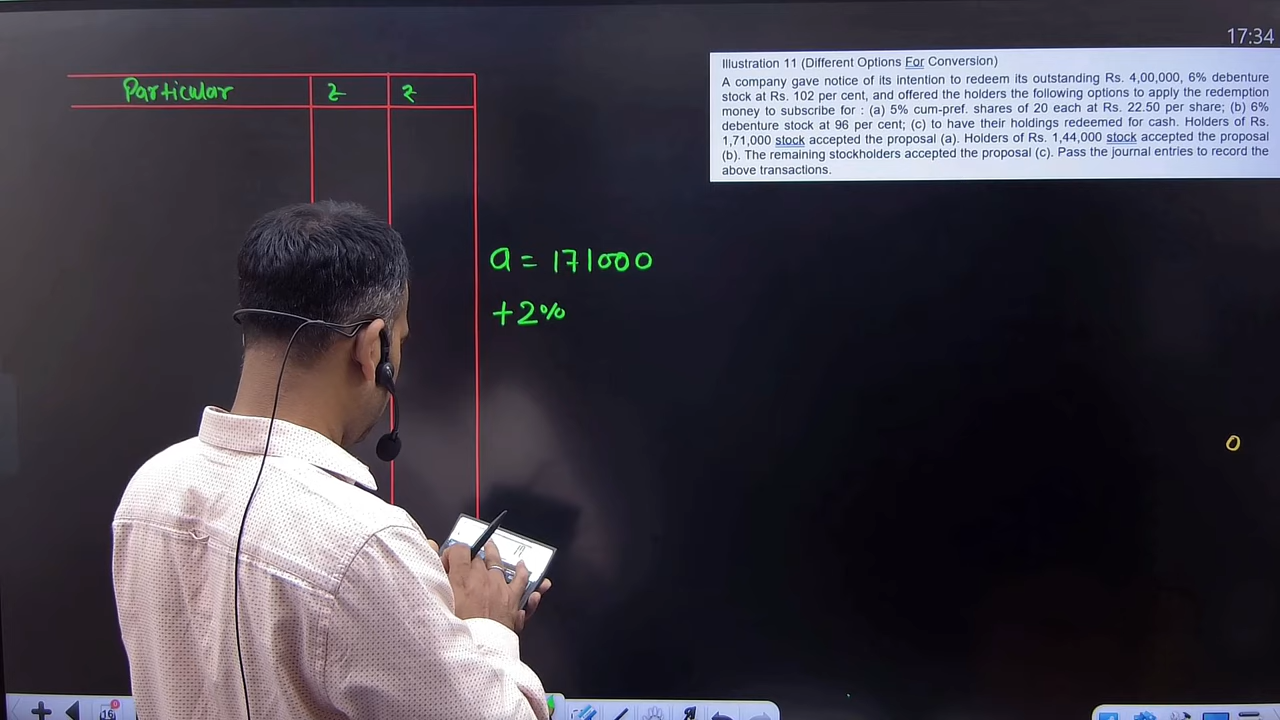 17:34
Illustration 11 (Different Options For Conversion)
A company gave notice of its intention to redeem its outstanding Rs. 4,00,000, 6% debenture
stock at Rs. 102 per cent, and offered the holders the following options to apply the redemption
money to subscribe for : (a) 5% cum-pref. shares of 20 each at Rs. 22.50 per share; (b) 6%
debenture stock at 96 per cent; (c) to have their holdings redeemed for cash. Holders of Rs.
1,71,000 stock accepted the proposal (a). Holders of Rs. 1,44,000 stock accepted the proposal
(b). The remaining stockholders accepted the proposal (c). Pass the journal entries to record the
above transactions.
Particular
a = 171000
+2%
0
16